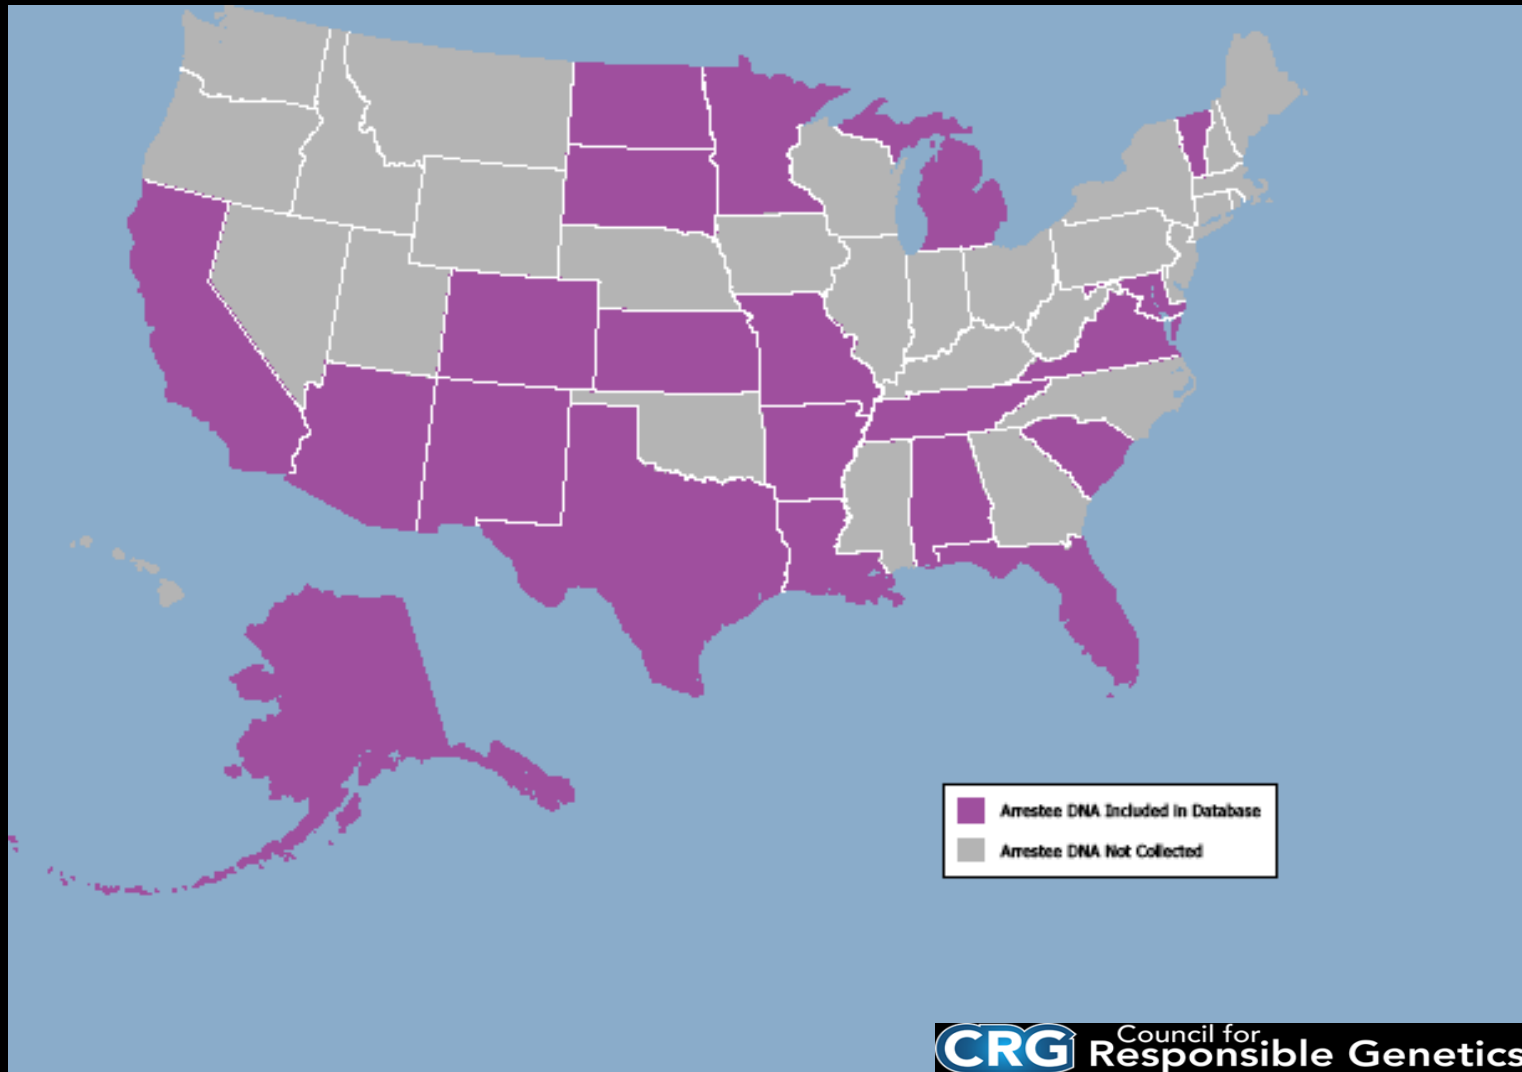 Arrestee DNA Included in Database
Arrestee DNA Not Collected
CRG Council for
Responsible Genetics